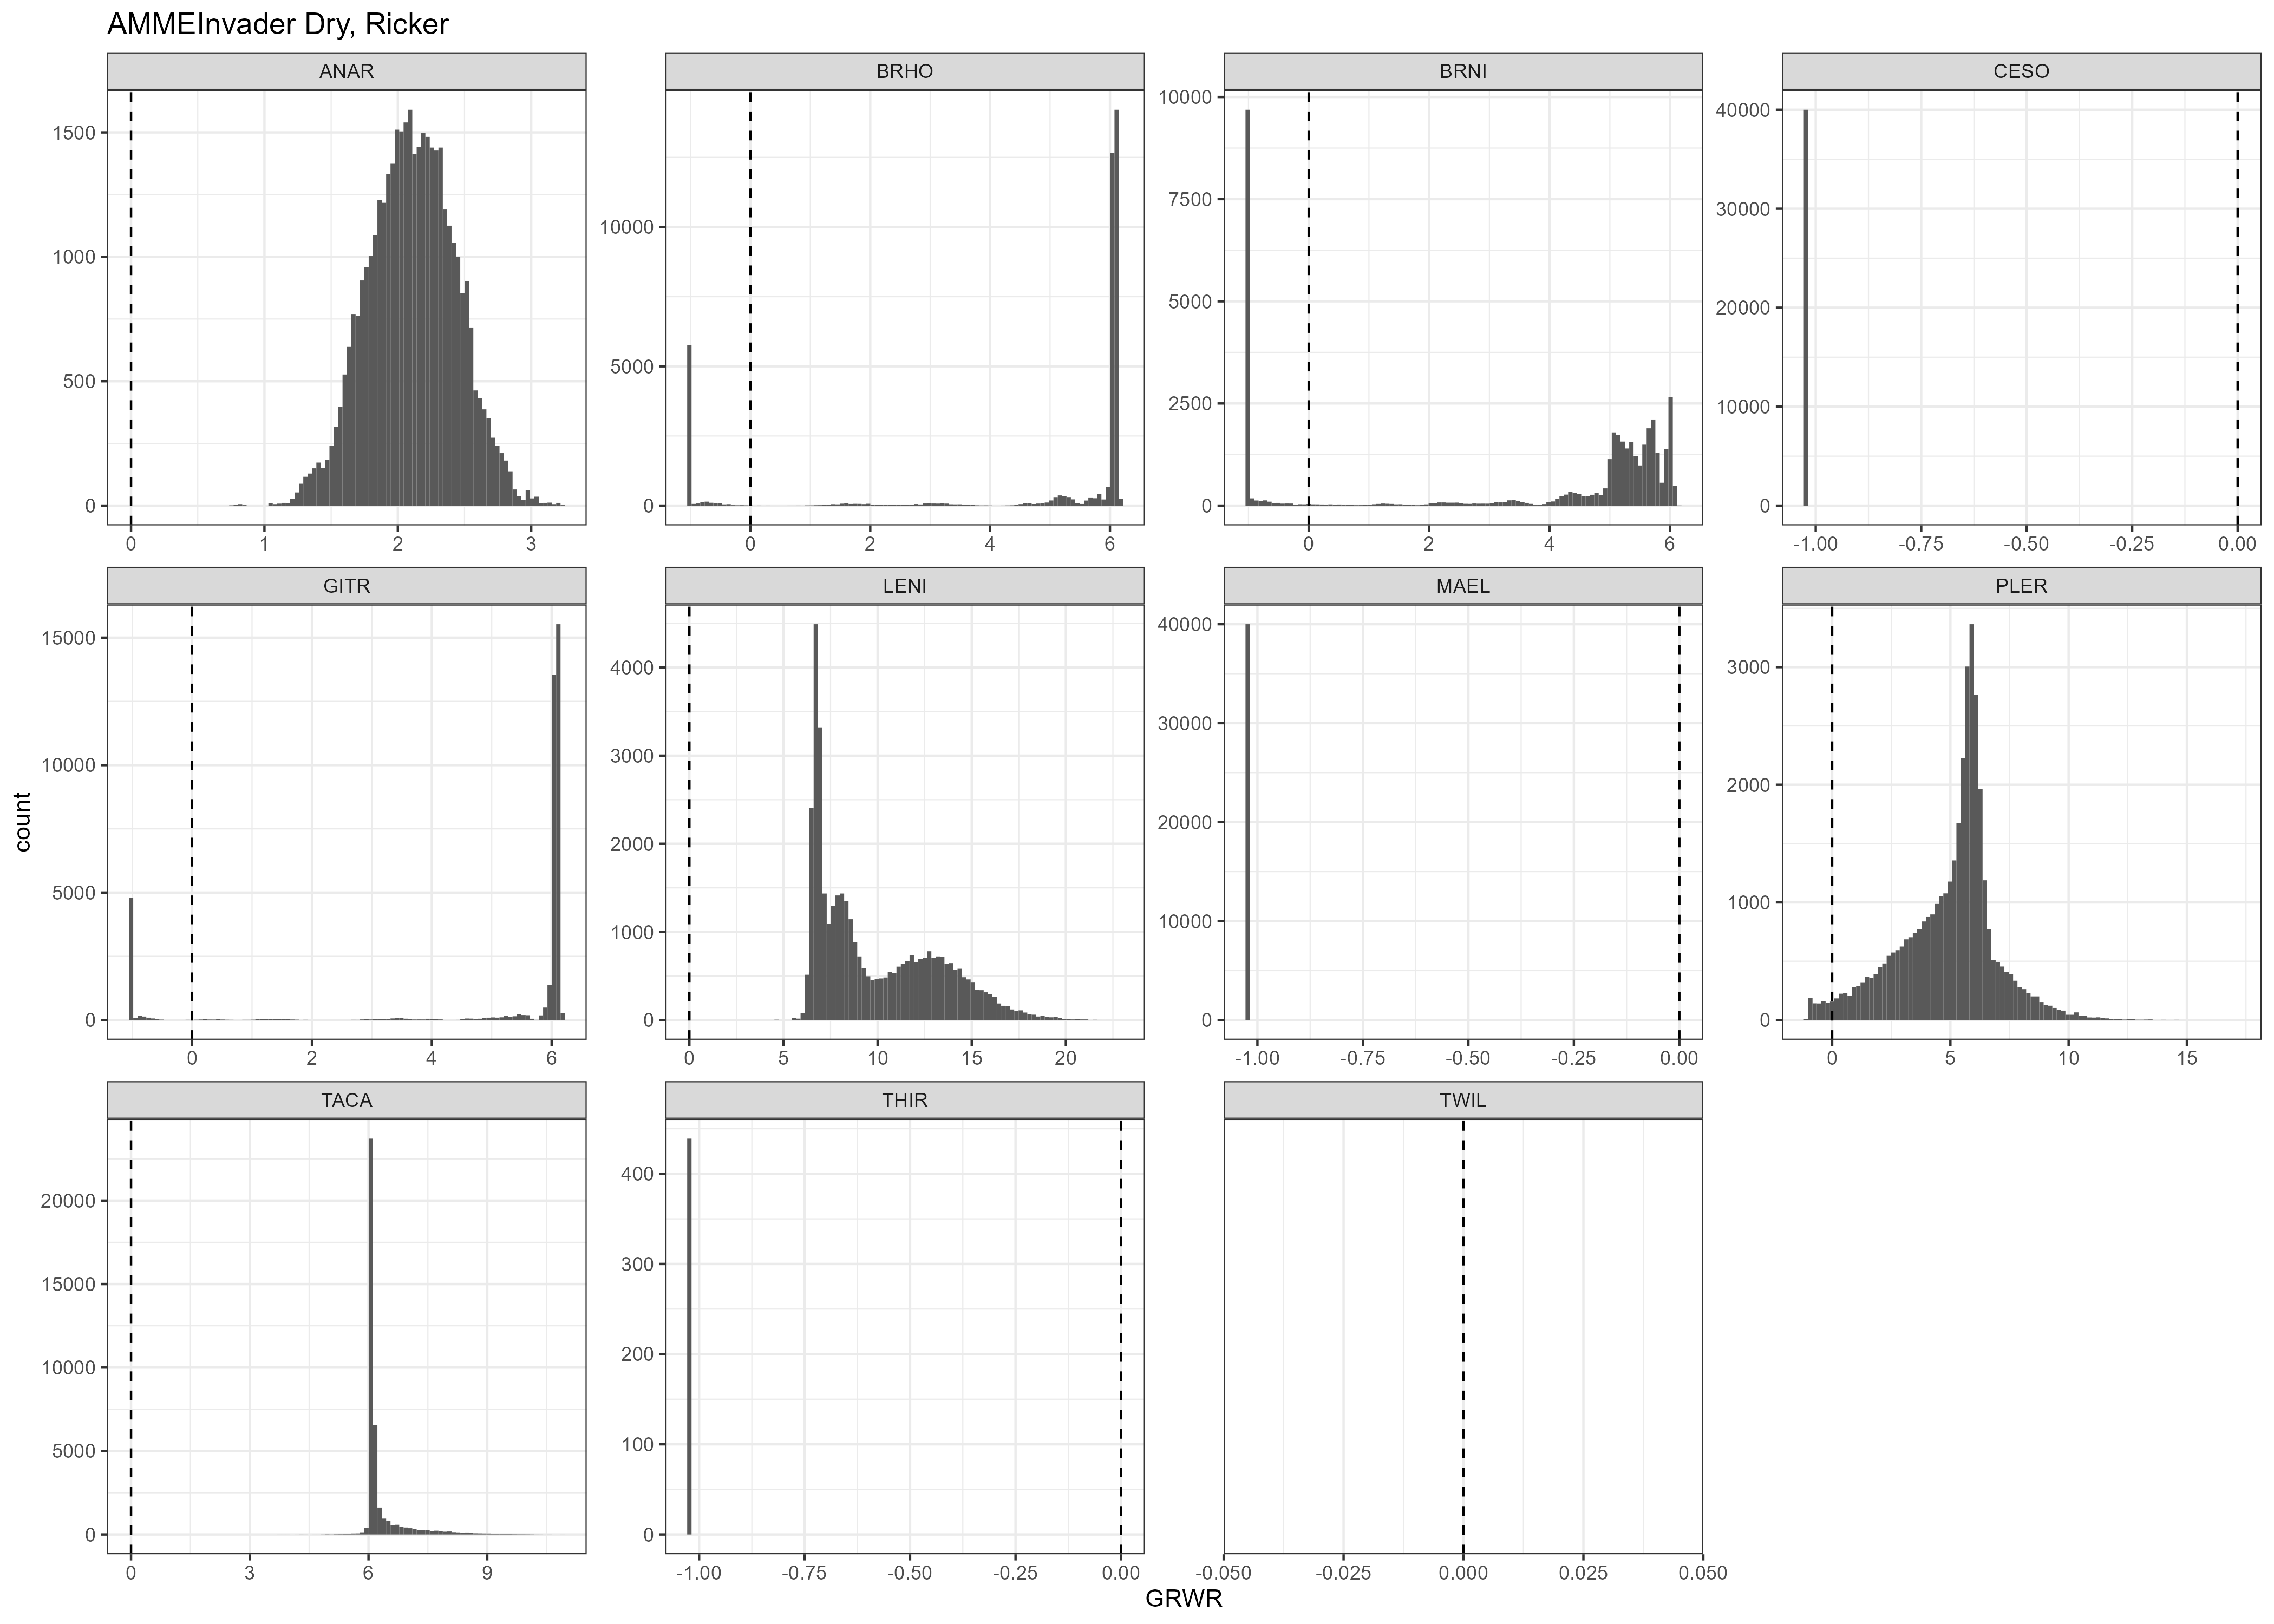 AMMEInvader Dry, Ricker
ANAR BRHO BRNI CESO
1500
1000
500
0
0 1 2 3
10000
5000
0
0 2 4 6
10000
7500
5000
2500
0
0 2 4 6
40000
30000
20000
10000
0
-1.00 -0.75 -0.50 -0.25 0.00
GITR LENI MAEL PLER
15000
10000
5000
0
0 2 4 6
4000
3000
2000
1000
0
0 5 10 15 20
40000
30000
20000
10000
0
-1.00 -0.75 -0.50 -0.25 0.00
3000
2000
1000
0
0 5 10 15
TACA THIR TWIL
20000
15000
10000
5000
0
0 3 6 9
400
300
200
100
0
-1.00 -0.75 -0.50 -0.25 0.00
-0.050 -0.025 0.000 0.025 0.050
count
GRWR